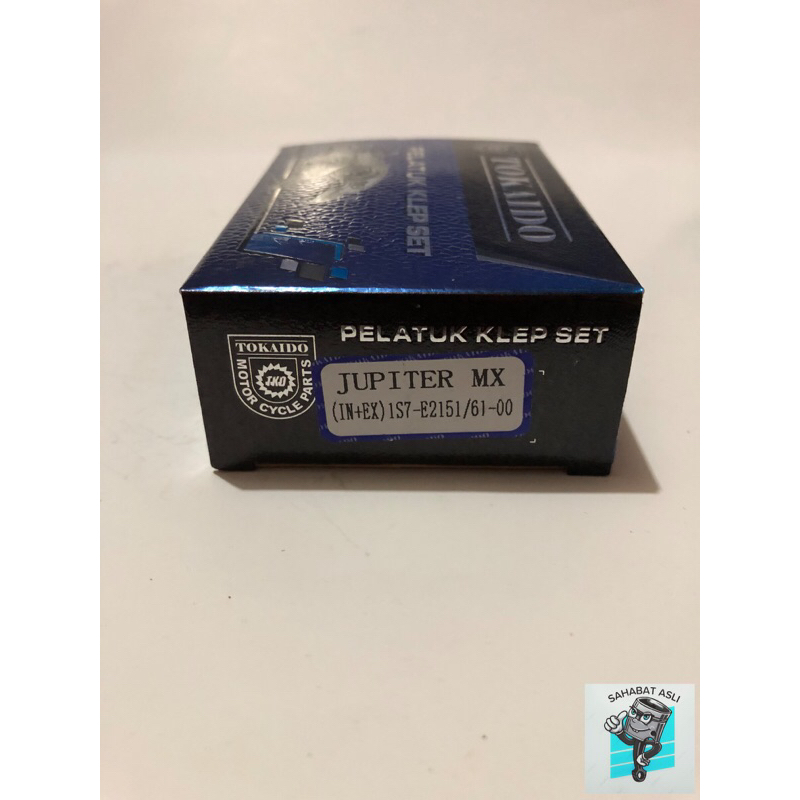 TOKAIDO
PELATUK KLEP SET
PELATUK KLEP SET
TOKAIDO
TKD
MOTOR CYCLE PARTS
JUPITER MX
(IN+EX)1S7-E2151/61-00
SAHABAT ASLI